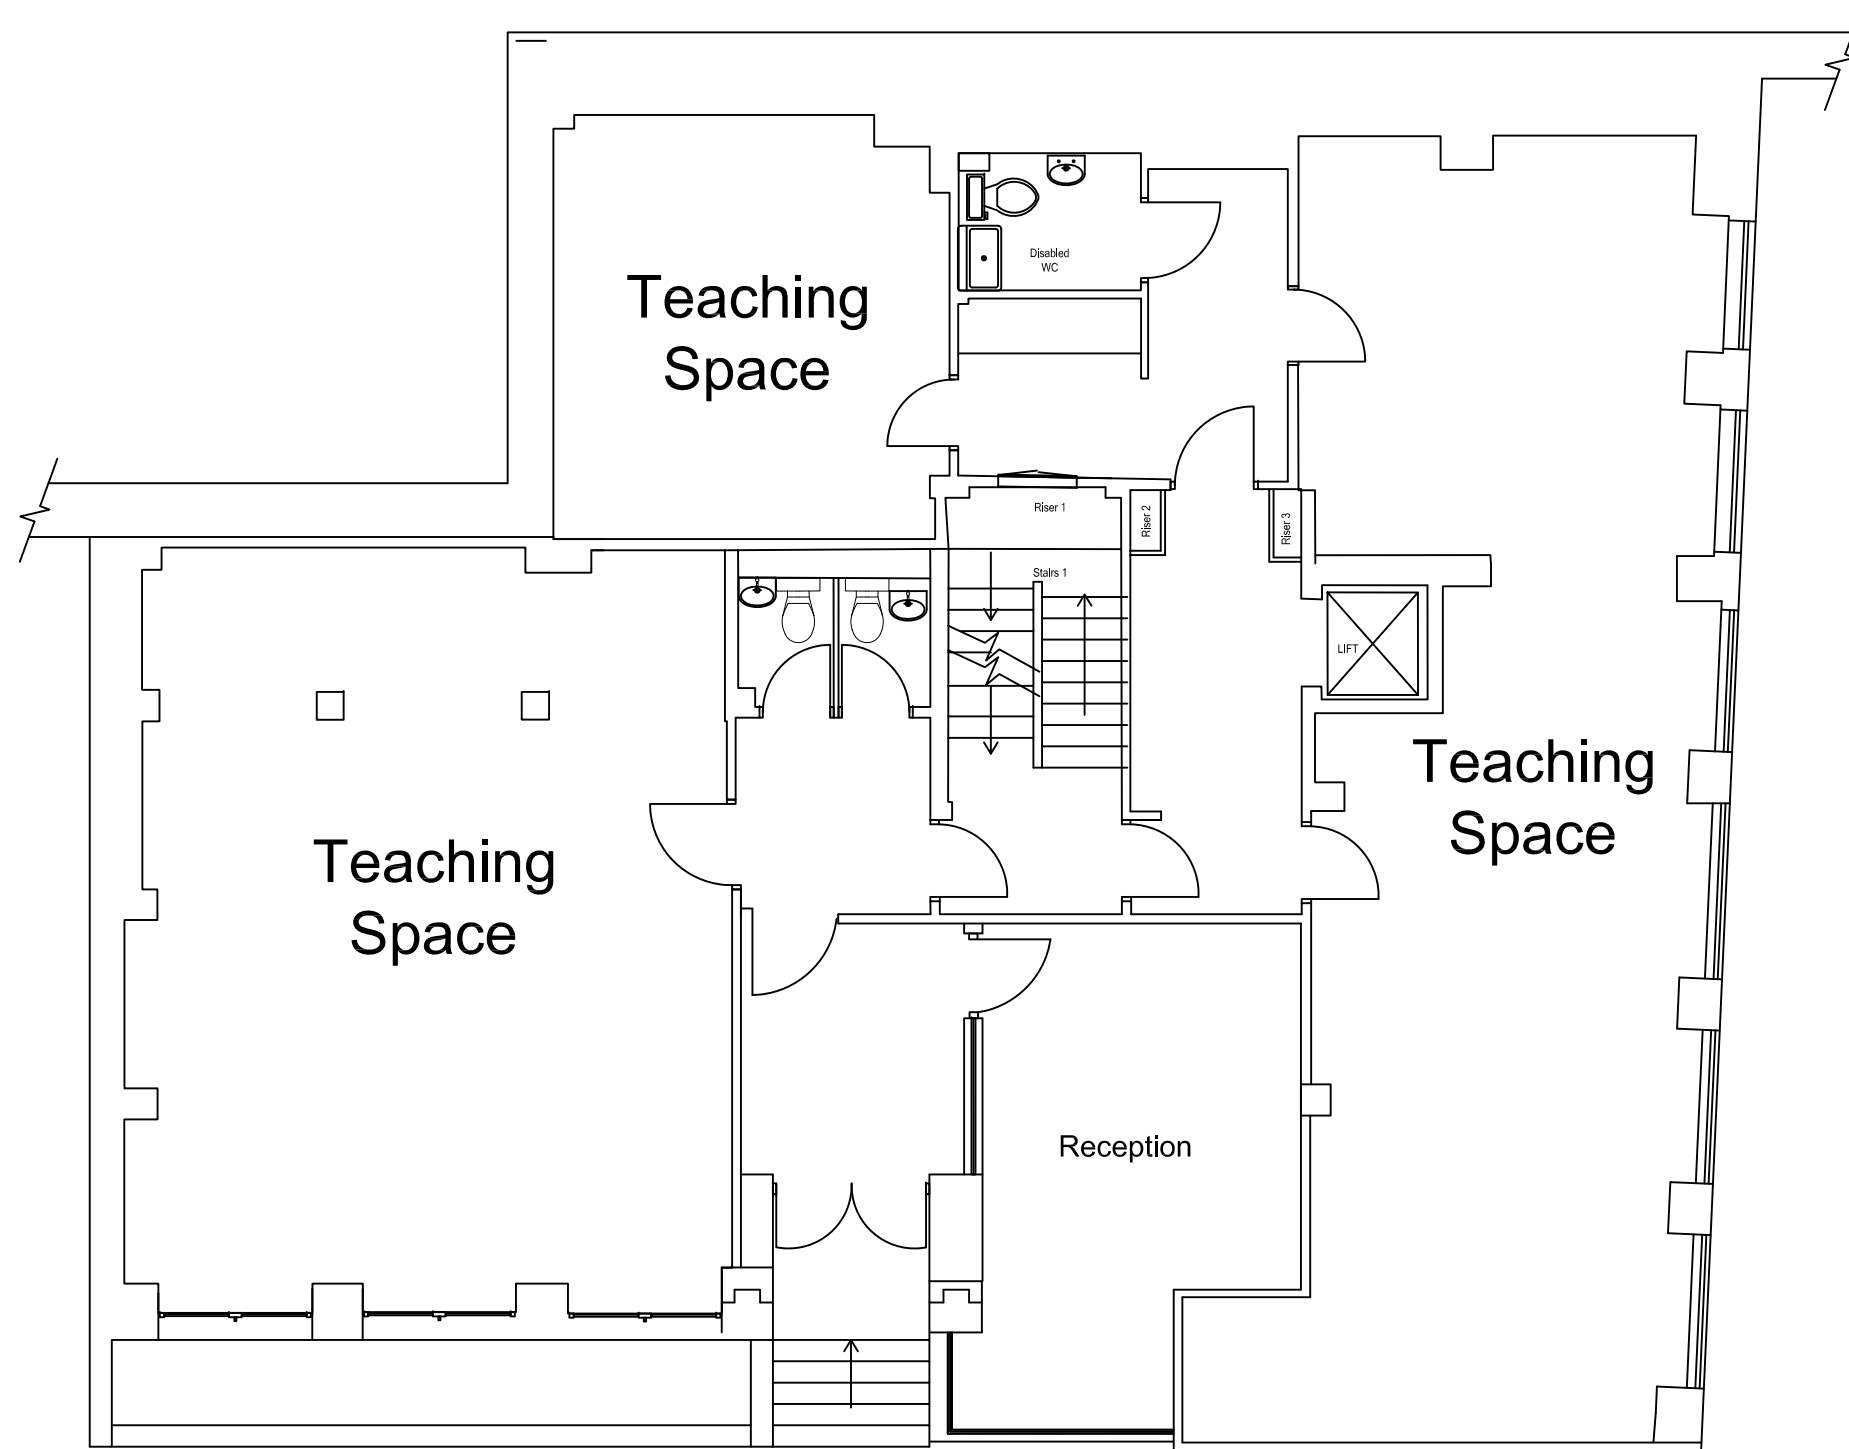 Disabled
WC
Teaching
Space
Riser 1
Riser 2
Riser 3
Stairs 1
LIFT
Teaching
Space
Teaching
Space
Reception